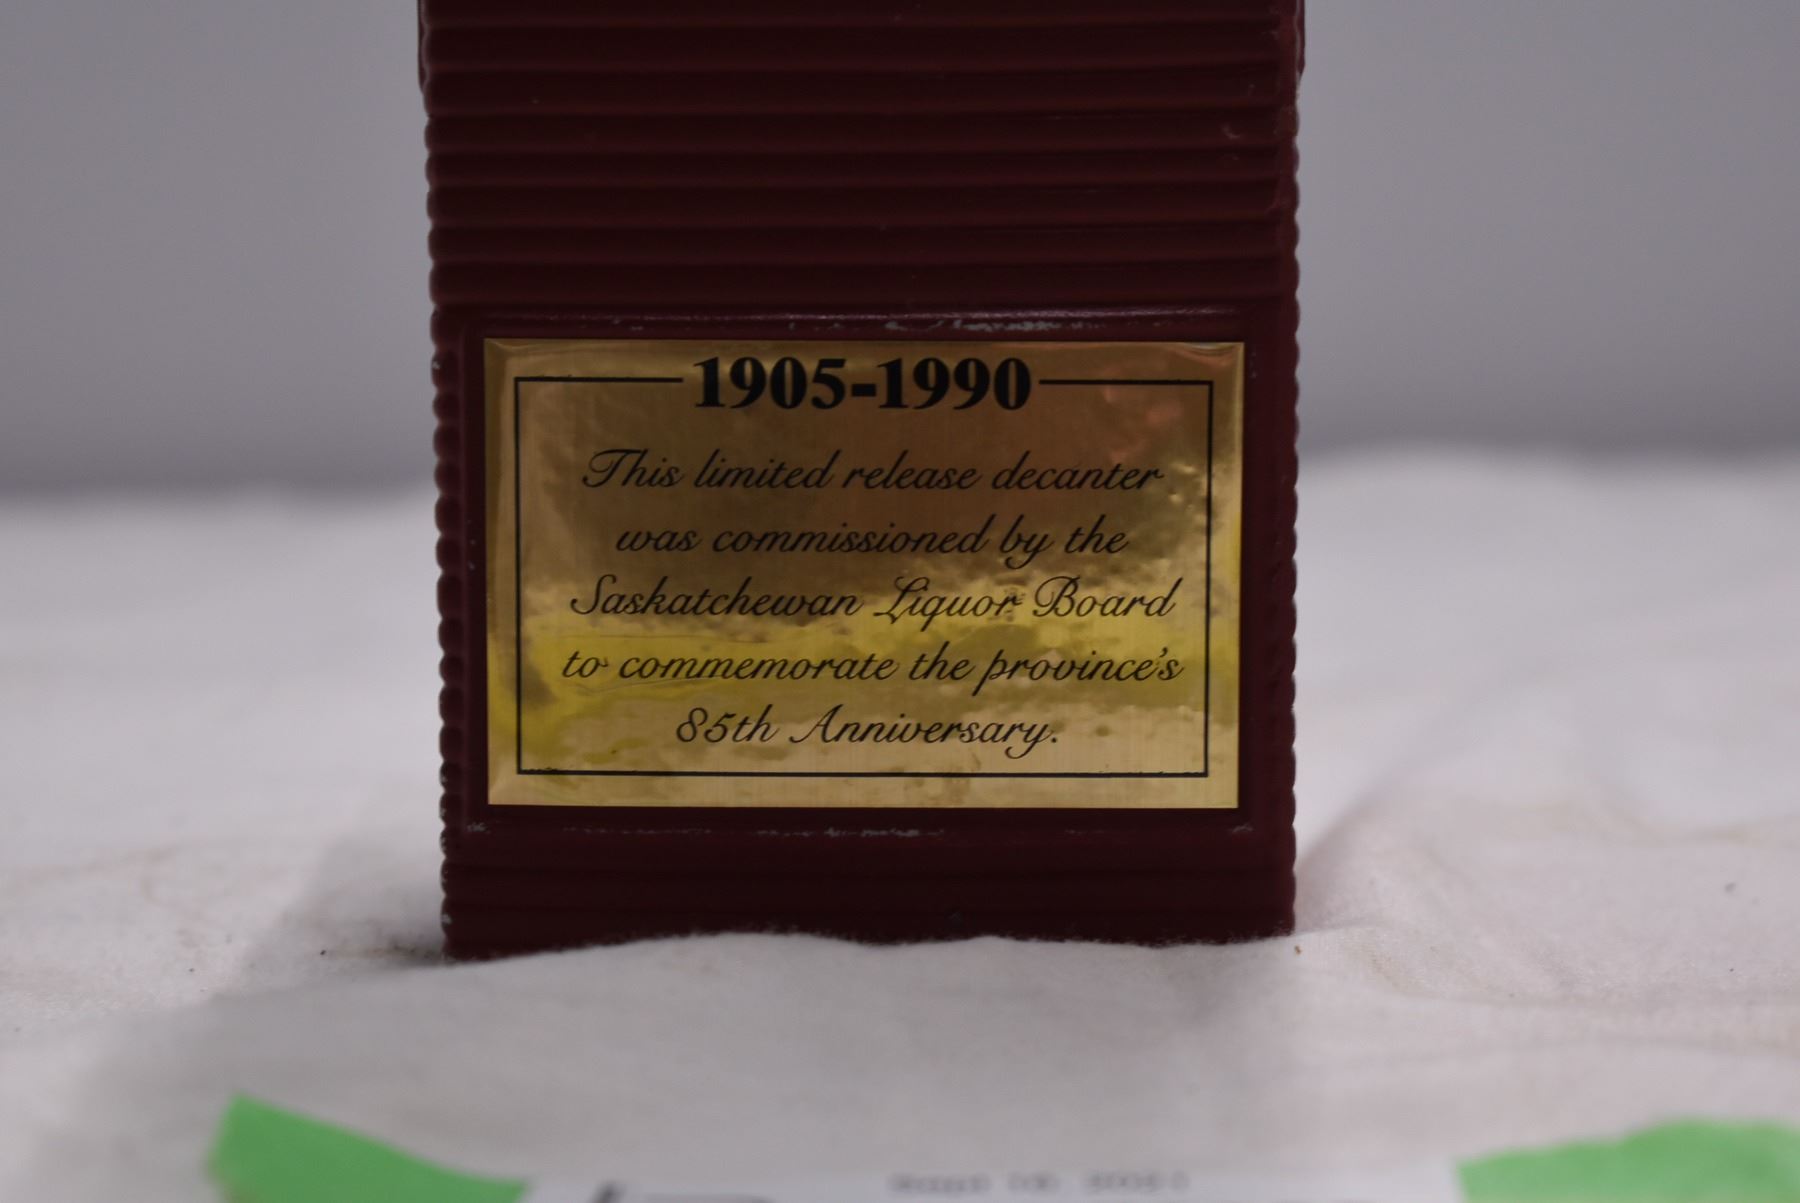 1905-1990
This limited release decanter
was commissioned by the
Saskatchewan Liquor Board
to commemorate the province's
85th Anniversary.